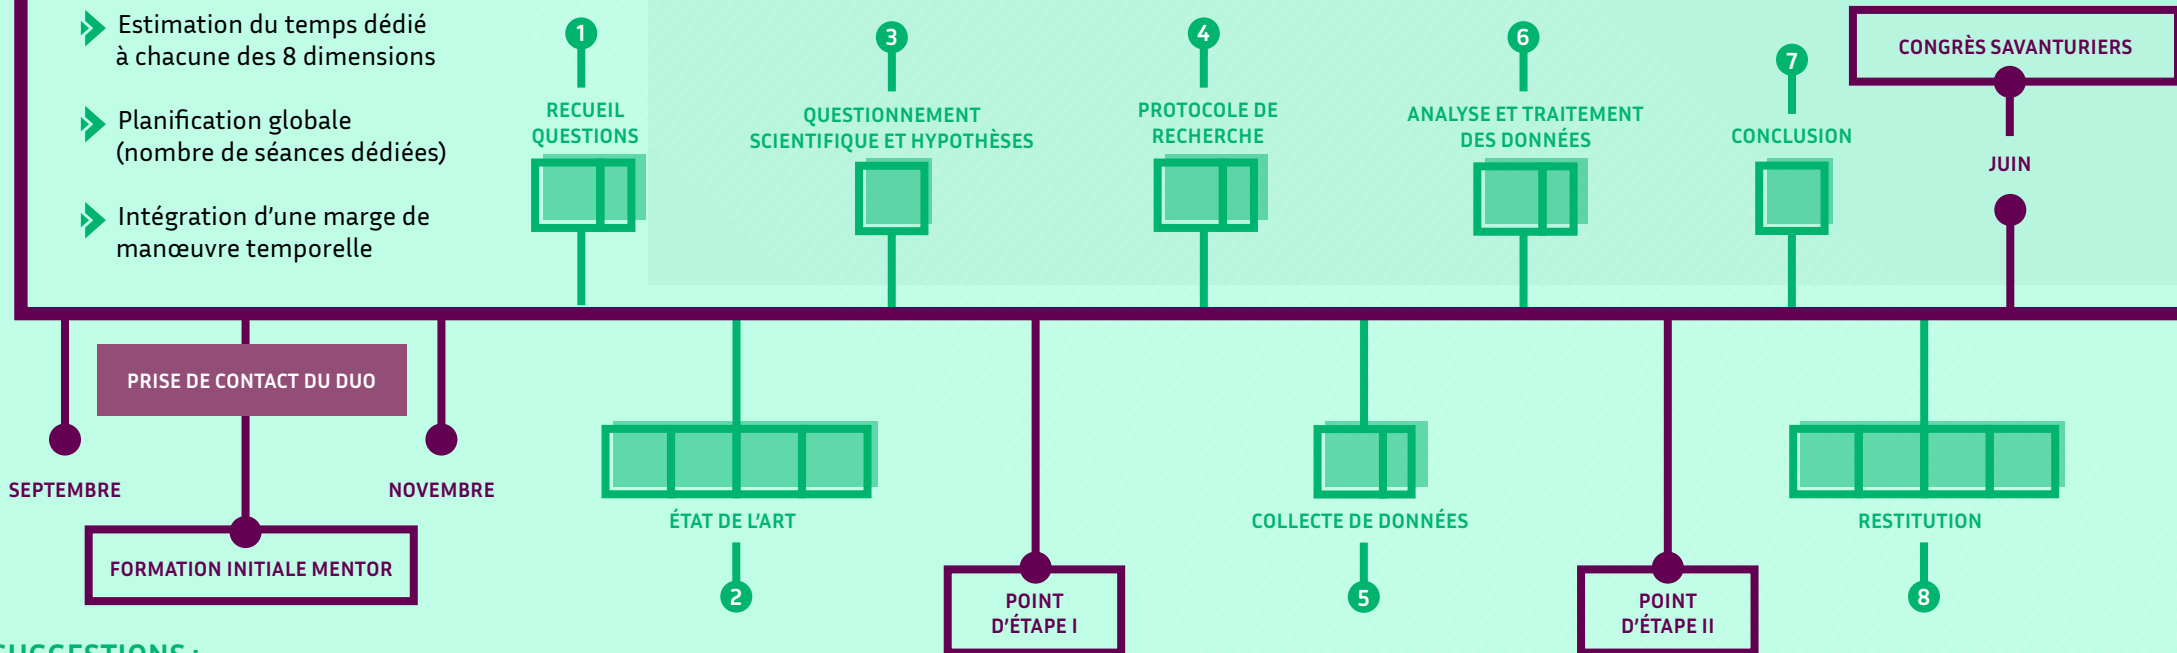 Estimation du temps dédié
à chacune des 8 dimensions
Planification globale
(nombre de séances dédiées)
Intégration d'une marge de
manœuvre temporelle
1
RECUEIL
QUESTIONS
3
QUESTIONNEMENT
SCIENTIFIQUE ET HYPOTHÈSES
4
PROTOCOLE DE
RECHERCHE
6
ANALYSE ET TRAITEMENT
DES DONNÉES
7
CONCLUSION
CONGRÈS SAVANTURIERS
JUIN
PRISE DE CONTACT DU DUO
SEPTEMBRE
NOVEMBRE
FORMATION INITIALE MENTOR
ÉTAT DE L'ART
2
POINT
D'ÉTAPE I
COLLECTE DE DONNÉES
5
POINT
D'ÉTAPE II
RESTITUTION
8
SUGGESTIONS :